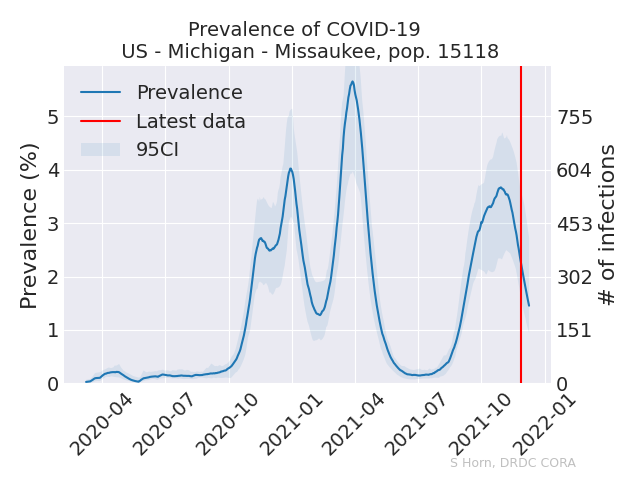 Prevalence of COVID-19
US - Michigan - Missaukee, pop. 15118
Prevalence
Latest data
95CI
Prevalence (%)
5
4
3
2
1
0
755
604
453
302
151
0
# of infections
2020-04
2020-07
2020-10
2021-01
2021-04
2021-07
2021-10
2022-01
S Horn, DRDC CORA